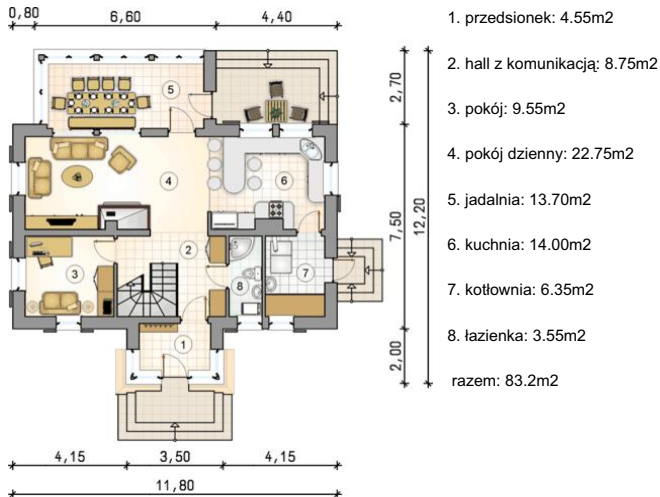 0,80 6,60 4,40
1. przedsionek: 4.55m2
2. hall z komunikacją: 8.75m2
3. pokój: 9.55m2
4. pokój dzienny: 22.75m2
5. jadalnia: 13.70m2
6. kuchnia: 14.00m2
7. kotłownia: 6.35m2
8. łazienka: 3.55m2
razem: 83.2m2
5
4
6
2
3
8
7
1
2,70
7,50
12,20
2,00
4,15 3,50 4,15
11,80